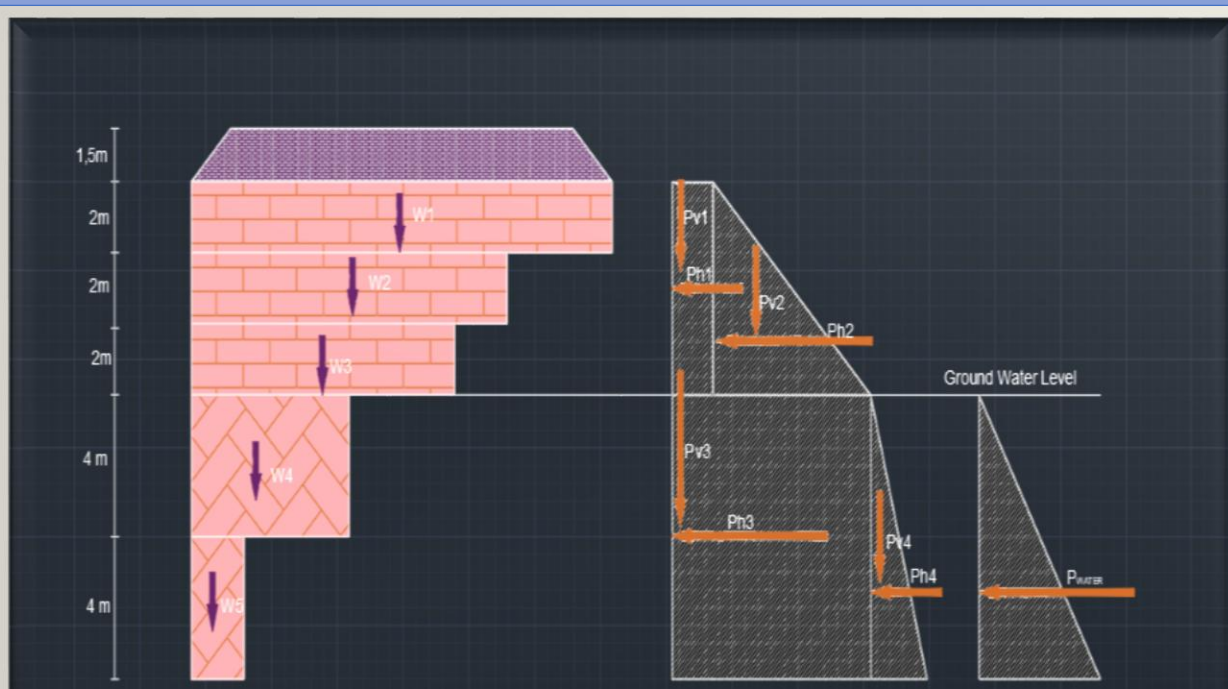 1,5m
2m
2m
2m
4 m
4 m
W1
W2
W3
W4
W5
Pv1
Ph1
Pv2
Ph2
Ground Water Level
Pv3
Ph3
Pv4
Ph4
PWATER